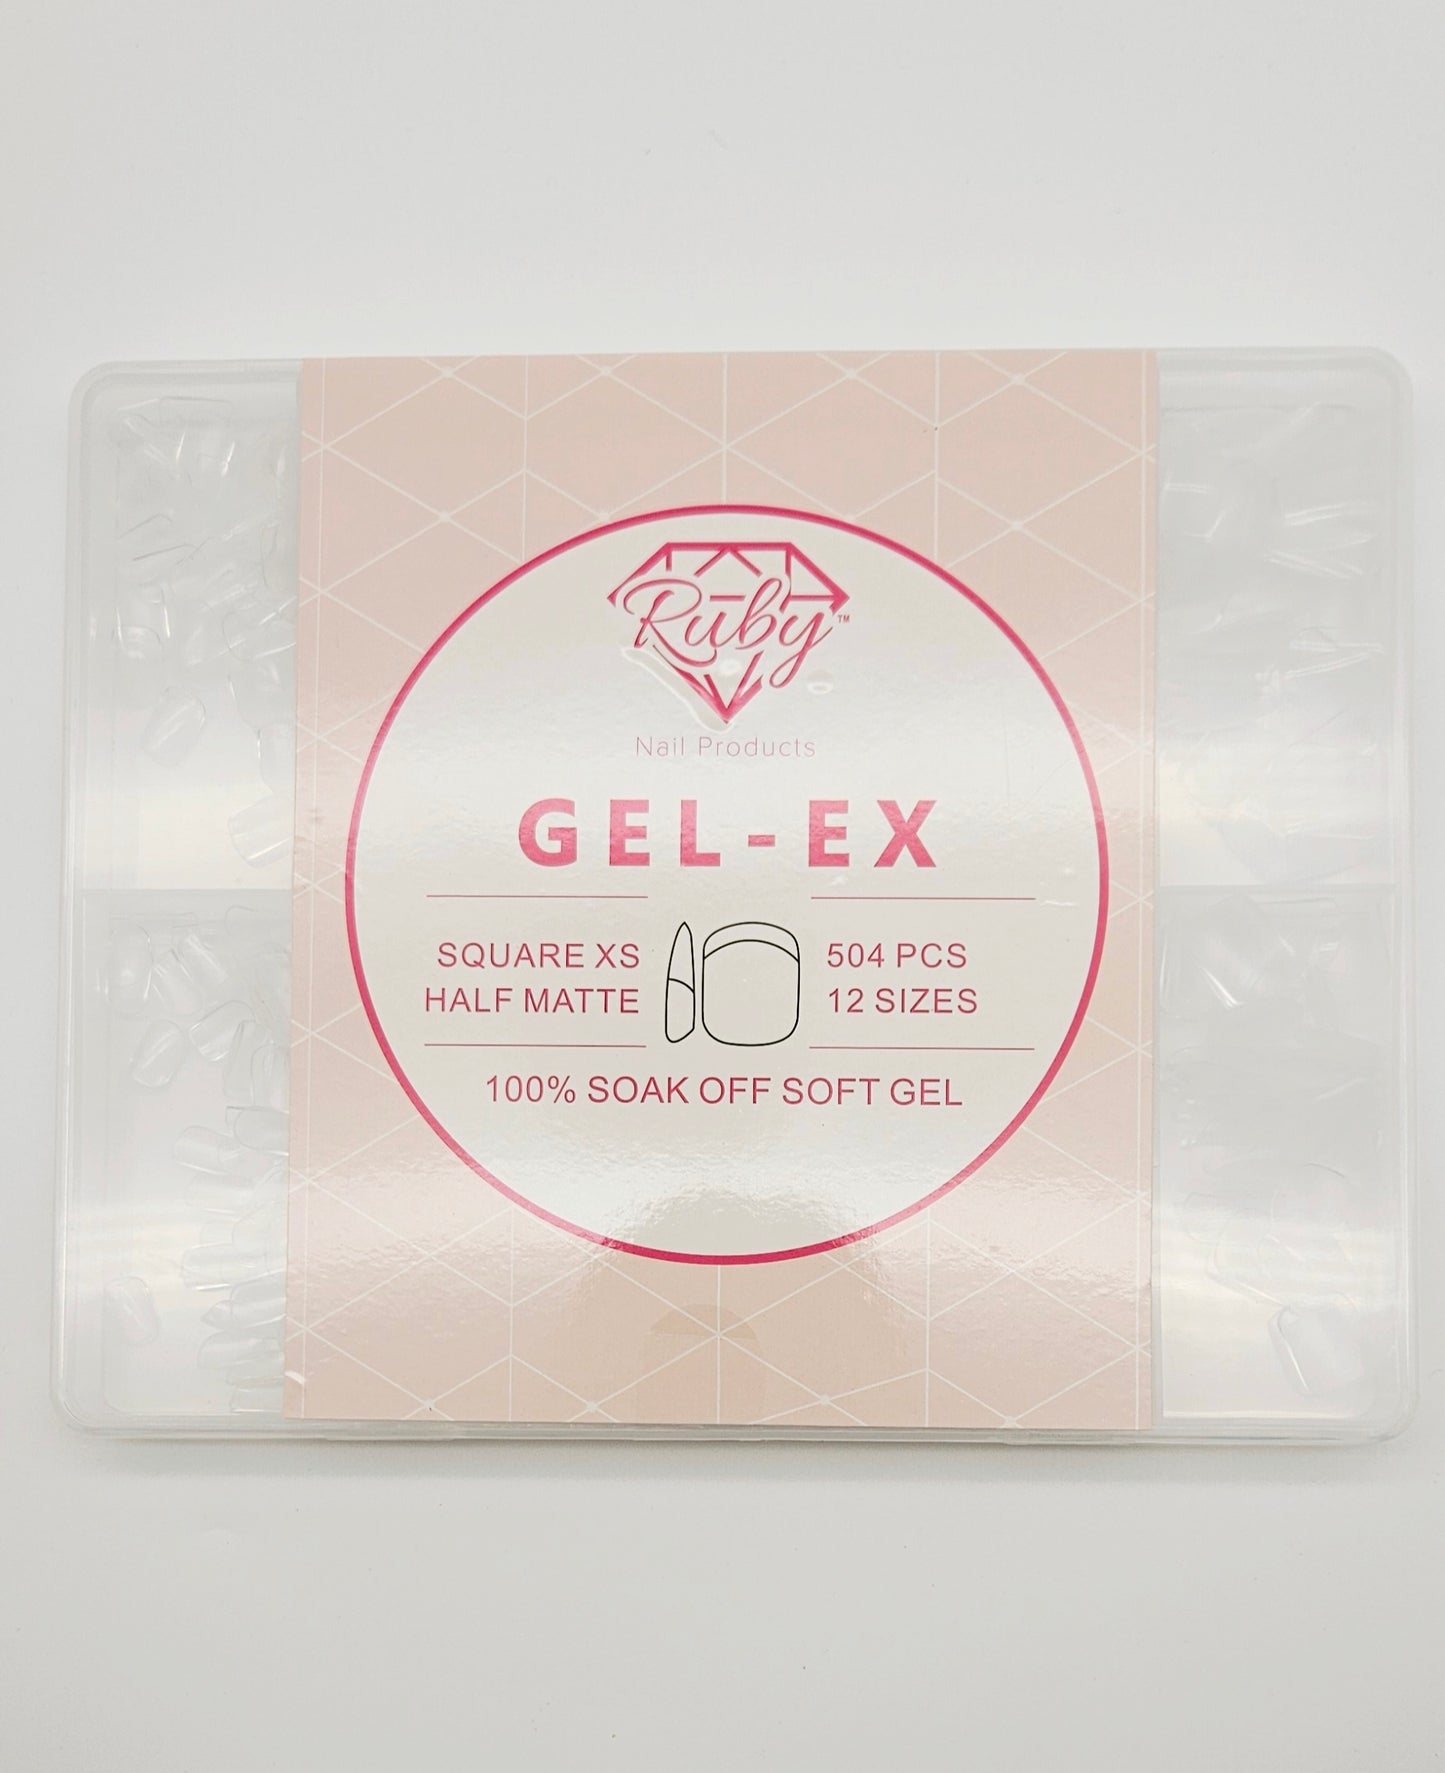 Ruby™
Nail Products
GEL-EX
SQUARE XS
HALF MATTE
504 PCS
12 SIZES
100% SOAK OFF SOFT GEL